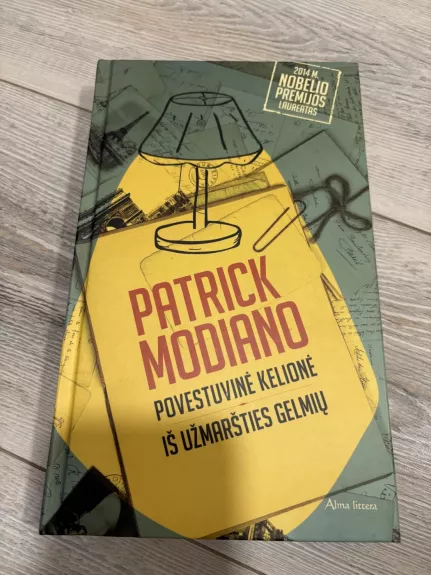 2014 M.
NOBELIO
PREMIJOS
LAUREATAS
PATRICK
MODIANO
POVESTUVINĖ KELIONĖ
IŠ UŽMARŠTIES GELMIŲ
Alma littera